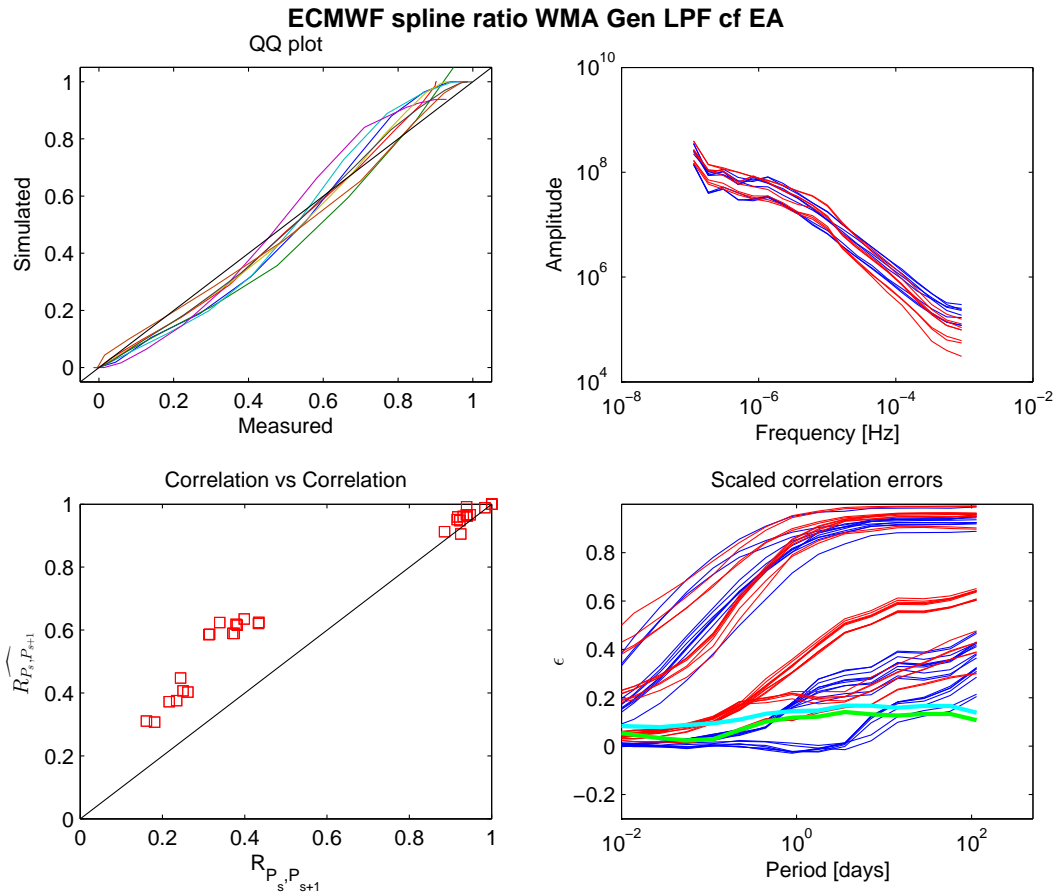 ECMWF spline ratio WMA Gen LPF cf EA
QQ plot
1
0.8
0.6
0.4
0.2
0
Simulated
0 0.2 0.4 0.6 0.8 1
Measured
10^10
10^8
10^6
10^4
Amplitude
10^−8 10^−6 10^−4 10^−2
Frequency [Hz]
Correlation vs Correlation
1
0.8
0.6
0.4
0.2
0
R_{P_s,P_{s+1}}
0 0.2 0.4 0.6 0.8 1
R_{P_s,P_{s+1}}
Scaled correlation errors
0.8
0.6
0.4
0.2
0
−0.2
ϵ
10^−2 10^0 10^2
Period [days]